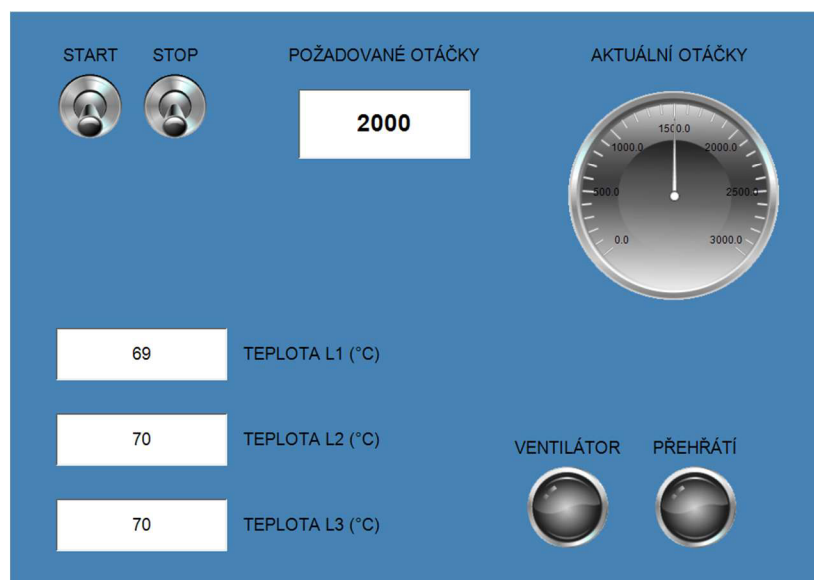 START STOP POŽADOVANÉ OTÁČKY AKTUÁLNÍ OTÁČKY
2000
1500.0
1000.0 2000.0
500.0 2500.0
0.0 3000.0
69 TEPLOTA L1 (°C)
70 TEPLOTA L2 (°C)
VENTILÁTOR PŘEHŘÁTÍ
70 TEPLOTA L3 (°C)